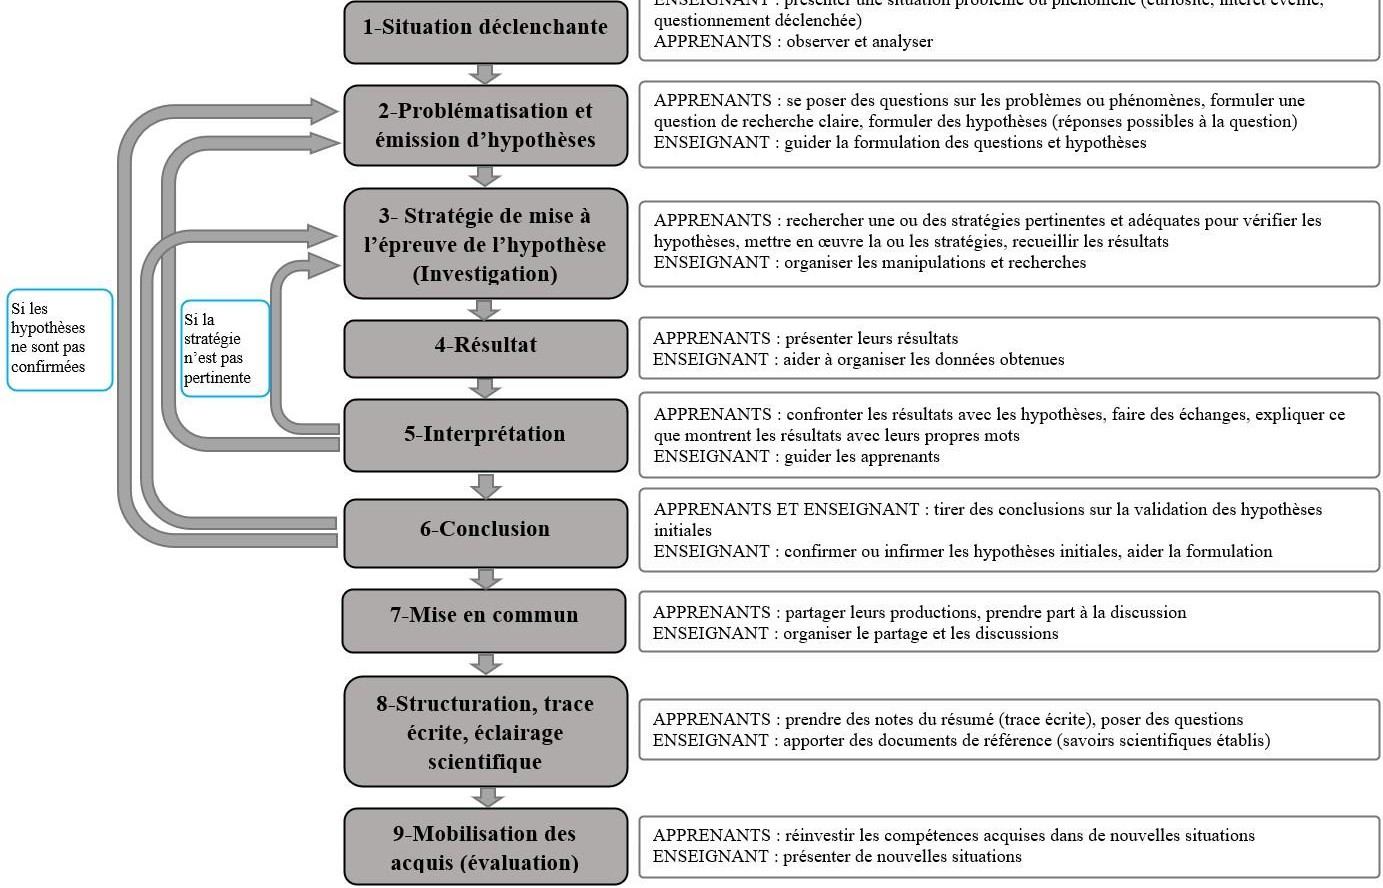 ENSEIGNANT : présenter une situation problème ou phénomène (curiosité, intérêt éveillé,
questionnement déclenchée)
APPRENANTS : observer et analyser
1-Situation déclenchante
2-Problématisation et
émission d’hypothèses
APPRENANTS : se poser des questions sur les problèmes ou phénomènes, formuler une
question de recherche claire, formuler des hypothèses (réponses possibles à la question)
ENSEIGNANT : guider la formulation des questions et hypothèses
3- Stratégie de mise à
l’épreuve de l’hypothèse
(Investigation)
APPRENANTS : rechercher une ou des stratégies pertinentes et adéquates pour vérifier les
hypothèses, mettre en œuvre la ou les stratégies, recueillir les résultats
ENSEIGNANT : organiser les manipulations et recherches
Si les
hypothèses
ne sont pas
confirmées
Si la
stratégie
n’est pas
pertinente
4-Résultat
APPRENANTS : présenter leurs résultats
ENSEIGNANT : aider à organiser les données obtenues
5-Interprétation
APPRENANTS : confronter les résultats avec les hypothèses, faire des échanges, expliquer ce
que montrent les résultats avec leurs propres mots
ENSEIGNANT : guider les apprenants
6-Conclusion
APPRENANTS ET ENSEIGNANT : tirer des conclusions sur la validation des hypothèses
initiales
ENSEIGNANT : confirmer ou infirmer les hypothèses initiales, aider la formulation
7-Mise en commun
APPRENANTS : partager leurs productions, prendre part à la discussion
ENSEIGNANT : organiser le partage et les discussions
8-Structuration, trace
écrite, éclairage
scientifique
APPRENANTS : prendre des notes du résumé (trace écrite), poser des questions
ENSEIGNANT : apporter des documents de référence (savoirs scientifiques établis)
9-Mobilisation des
acquis (évaluation)
APPRENANTS : réinvestir les compétences acquises dans de nouvelles situations
ENSEIGNANT : présenter de nouvelles situations